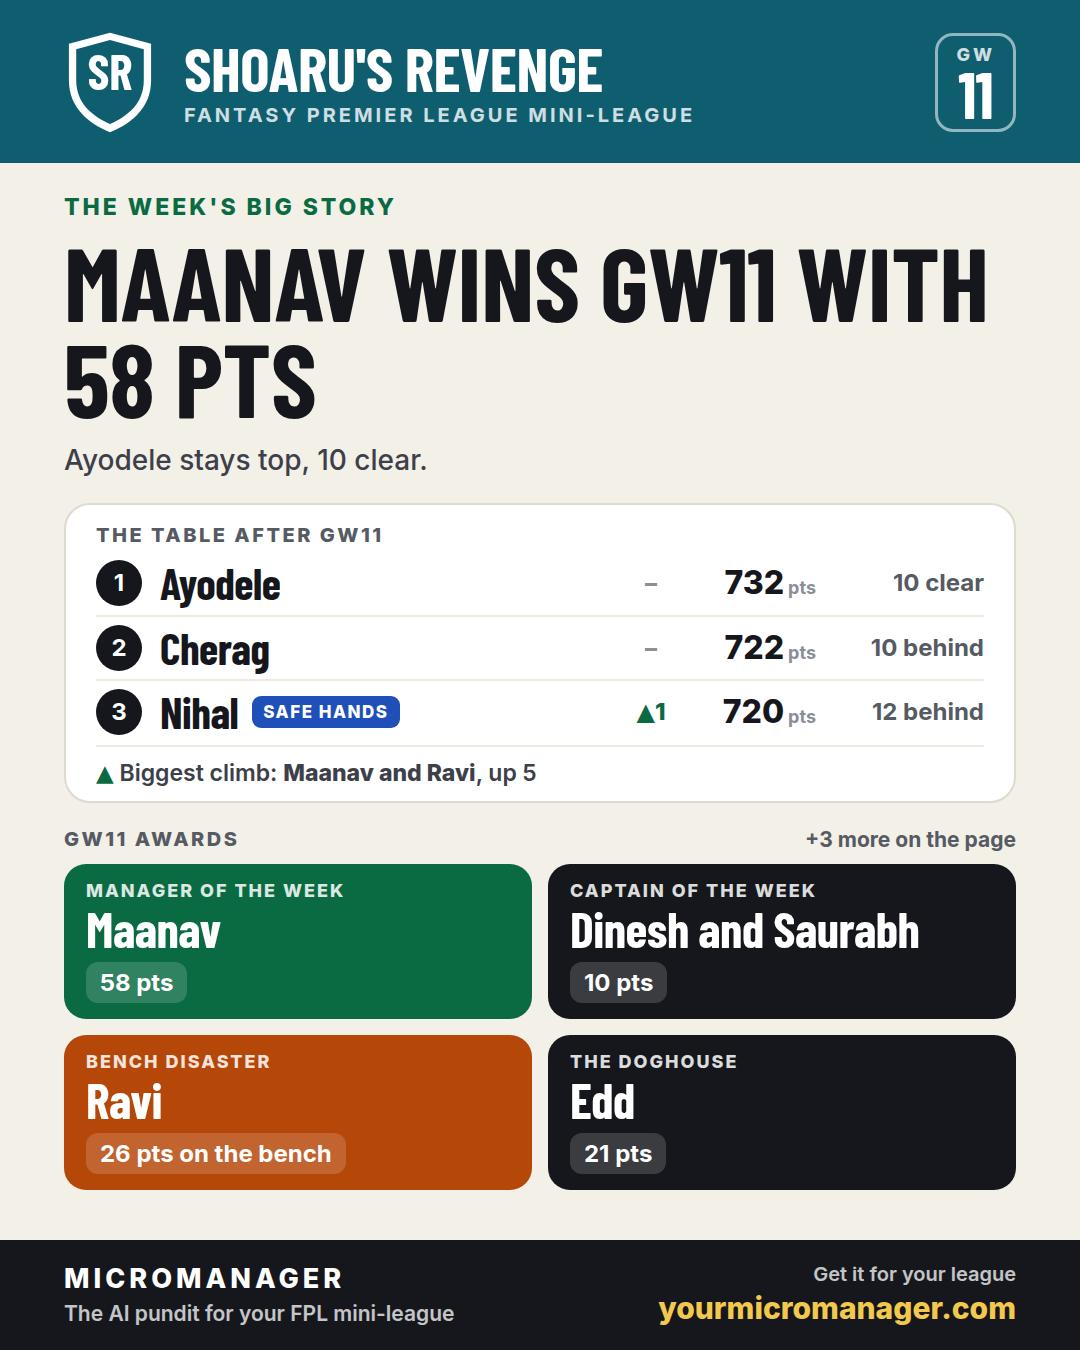 SR
SHOARU'S REVENGE
FANTASY PREMIER LEAGUE MINI-LEAGUE
GW
11
THE WEEK'S BIG STORY
MAANAV WINS GW11 WITH
58 PTS
Ayodele stays top, 10 clear.
THE TABLE AFTER GW11
1 Ayodele – 732 pts 10 clear
2 Cherag – 722 pts 10 behind
3 Nihal SAFE HANDS ▲1 720 pts 12 behind
▲ Biggest climb: Maanav and Ravi, up 5
GW11 AWARDS
+3 more on the page
MANAGER OF THE WEEK
Maanav
58 pts
CAPTAIN OF THE WEEK
Dinesh and Saurabh
10 pts
BENCH DISASTER
Ravi
26 pts on the bench
THE DOGHOUSE
Edd
21 pts
MICROMANAGER
The AI pundit for your FPL mini-league
Get it for your league
yourmicromanager.com